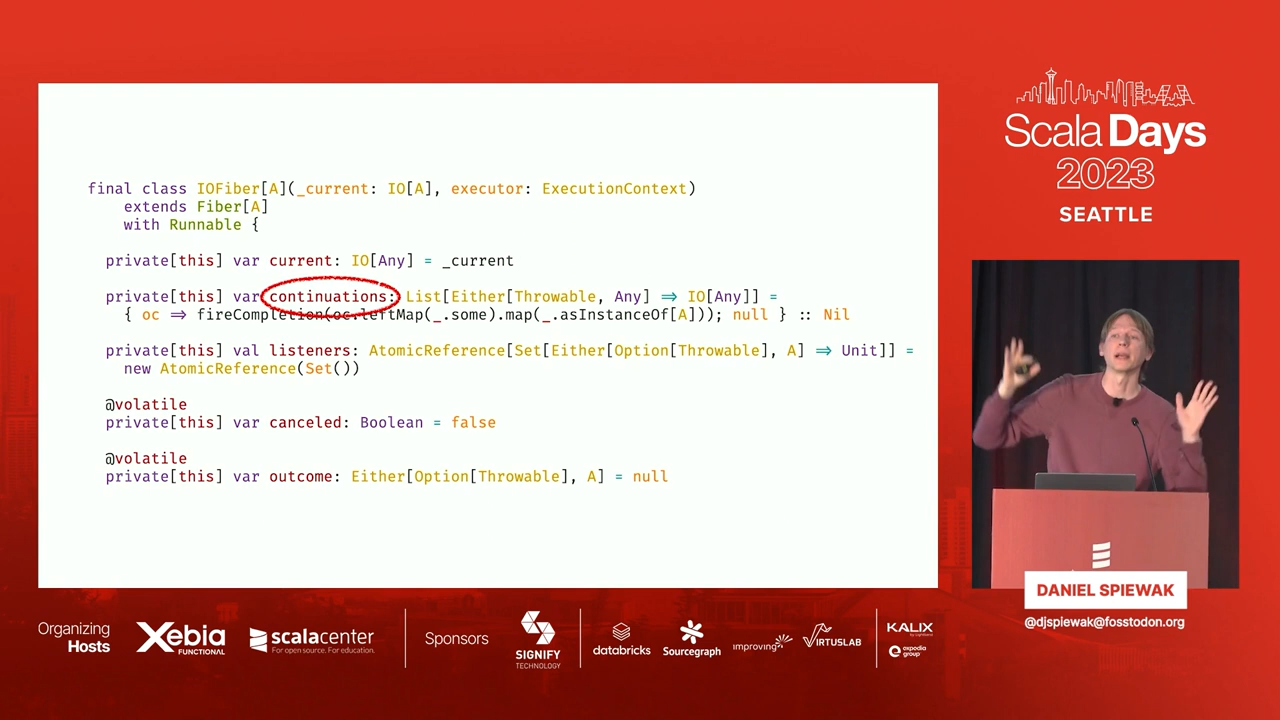 final class IOFiber[A](_current: IO[A], executor: ExecutionContext)
extends Fiber[A]
with Runnable {
private[this] var current: IO[Any] = _current
private[this] var continuations: List[Either[Throwable, Any] ⇒ IO[Any]] =
{ oc ⇒ fireCompletion(oc.leftMap(_.some).map(_.asInstanceOf[A])); null } :: Nil
private[this] val listeners: AtomicReference[Set[Either[Option[Throwable], A] ⇒ Unit]] =
new AtomicReference(Set())
@volatile
private[this] var canceled: Boolean = false
@volatile
private[this] var outcome: Either[Option[Throwable], A] = null
Scala Days
2023
SEATTLE
DANIEL SPIEWAK
@djspiewak@fosstodon.org
Organizing
Hosts
Xebia
FUNCTIONAL
scalacenter
For open source. For education.
Sponsors
SIGNIFY
TECHNOLOGY
databricks
Sourcegraph
improving
VIRTUSLAB
KALIX
expedia
group